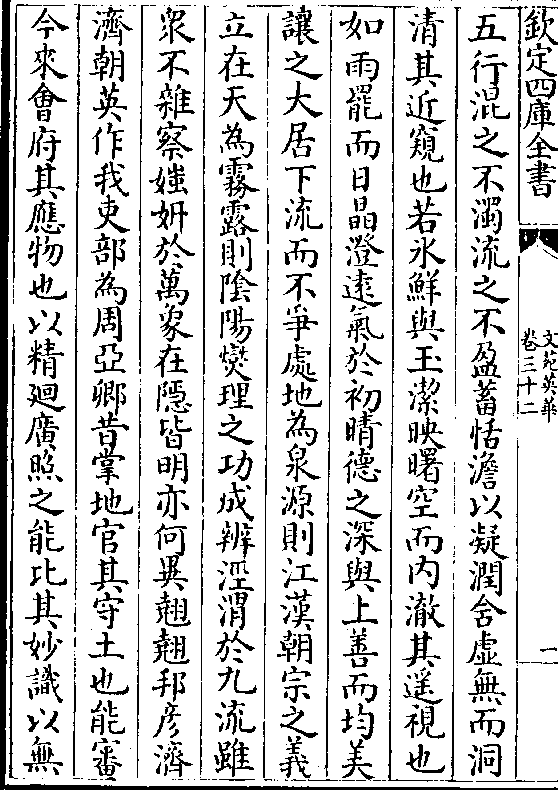 欽定四庫全書
文苑英華
卷三十二
一
五行混之不濁流之不盈蓄恬澹以凝潤舍虛無而洞
清其近窺也若氷鮮與玉潔映曙空而内澈其遥視也
如雨罷而日晶澄逺氣於初晴德之深與上善而均美
讓之大居下流而不爭處地為泉源則江漢朝宗之義
立在天為霧露則陰陽爕理之功成辨涇渭於九流雖
衆不雜察媸妍於萬象在隱皆明亦何異翹翹邦彦濟
濟朝英作我吏部為周亞卿昔掌地官其守土也能審
今來會府其應物也以精迴廣照之能比其妙識以無